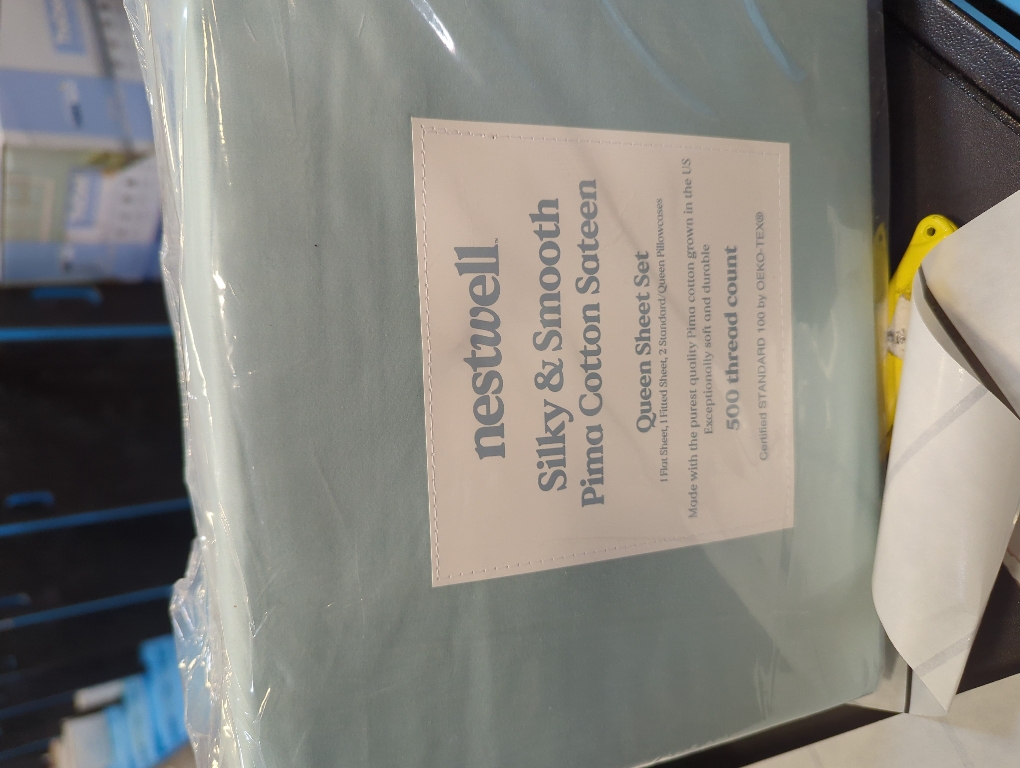 nestwell™
Silky & Smooth
Pima Cotton Sateen
Queen Sheet Set
1 Flat Sheet, 1 Fitted Sheet, 2 Standard/Queen Pillowcases
Made with the purest quality Pima cotton grown in the US
Exceptionally soft and durable
500 thread count
Certified STANDARD 100 by OEKO-TEX®